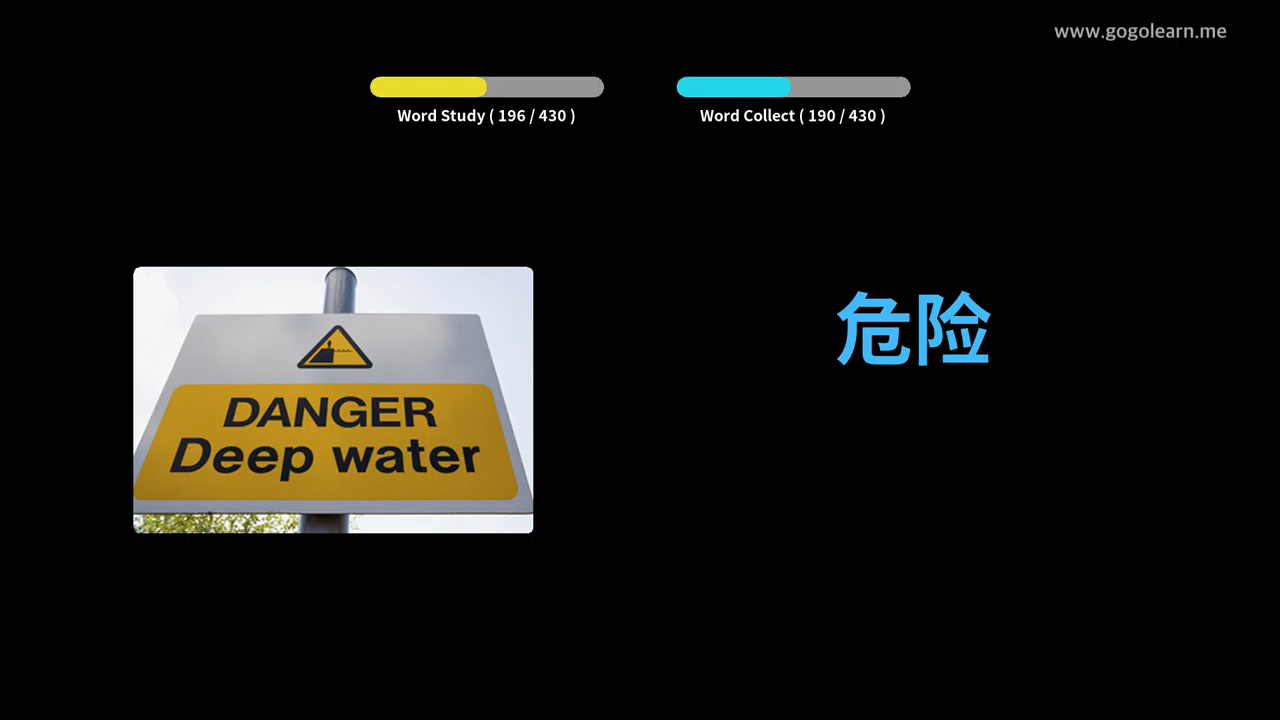 www.gogolearn.me
Word Study ( 196 / 430 )
Word Collect ( 190 / 430 )
DANGER
Deep water
危险